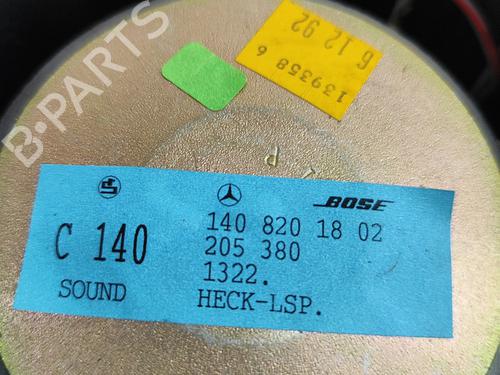 B-PARTS
139358 6
6 12 92
BOSE
C 140
140 820 18 02
205 380
1322.
SOUND
HECK-LSP.